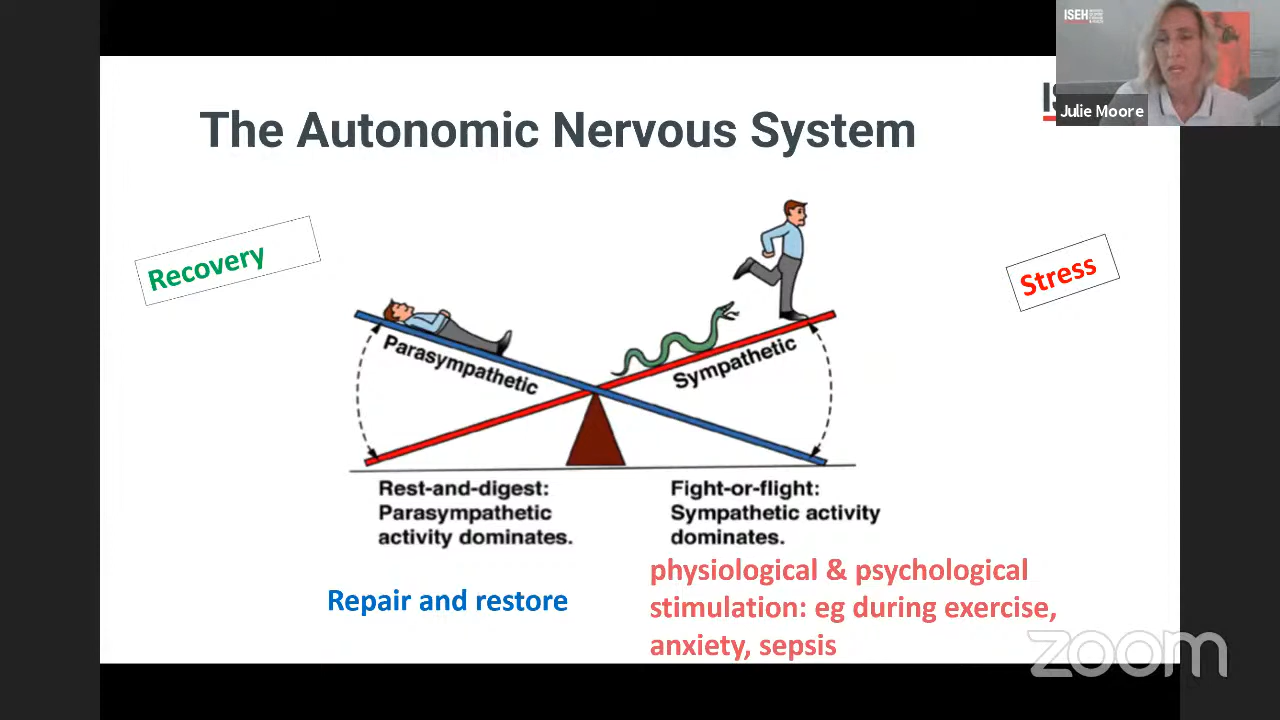 ISEH
Julie Moore
The Autonomic Nervous System
Recovery
Stress
Parasympathetic
Sympathetic
Rest-and-digest:
Parasympathetic
activity dominates.
Fight-or-flight:
Sympathetic activity
dominates.
Repair and restore
physiological & psychological
stimulation: eg during exercise,
anxiety, sepsis
zoom